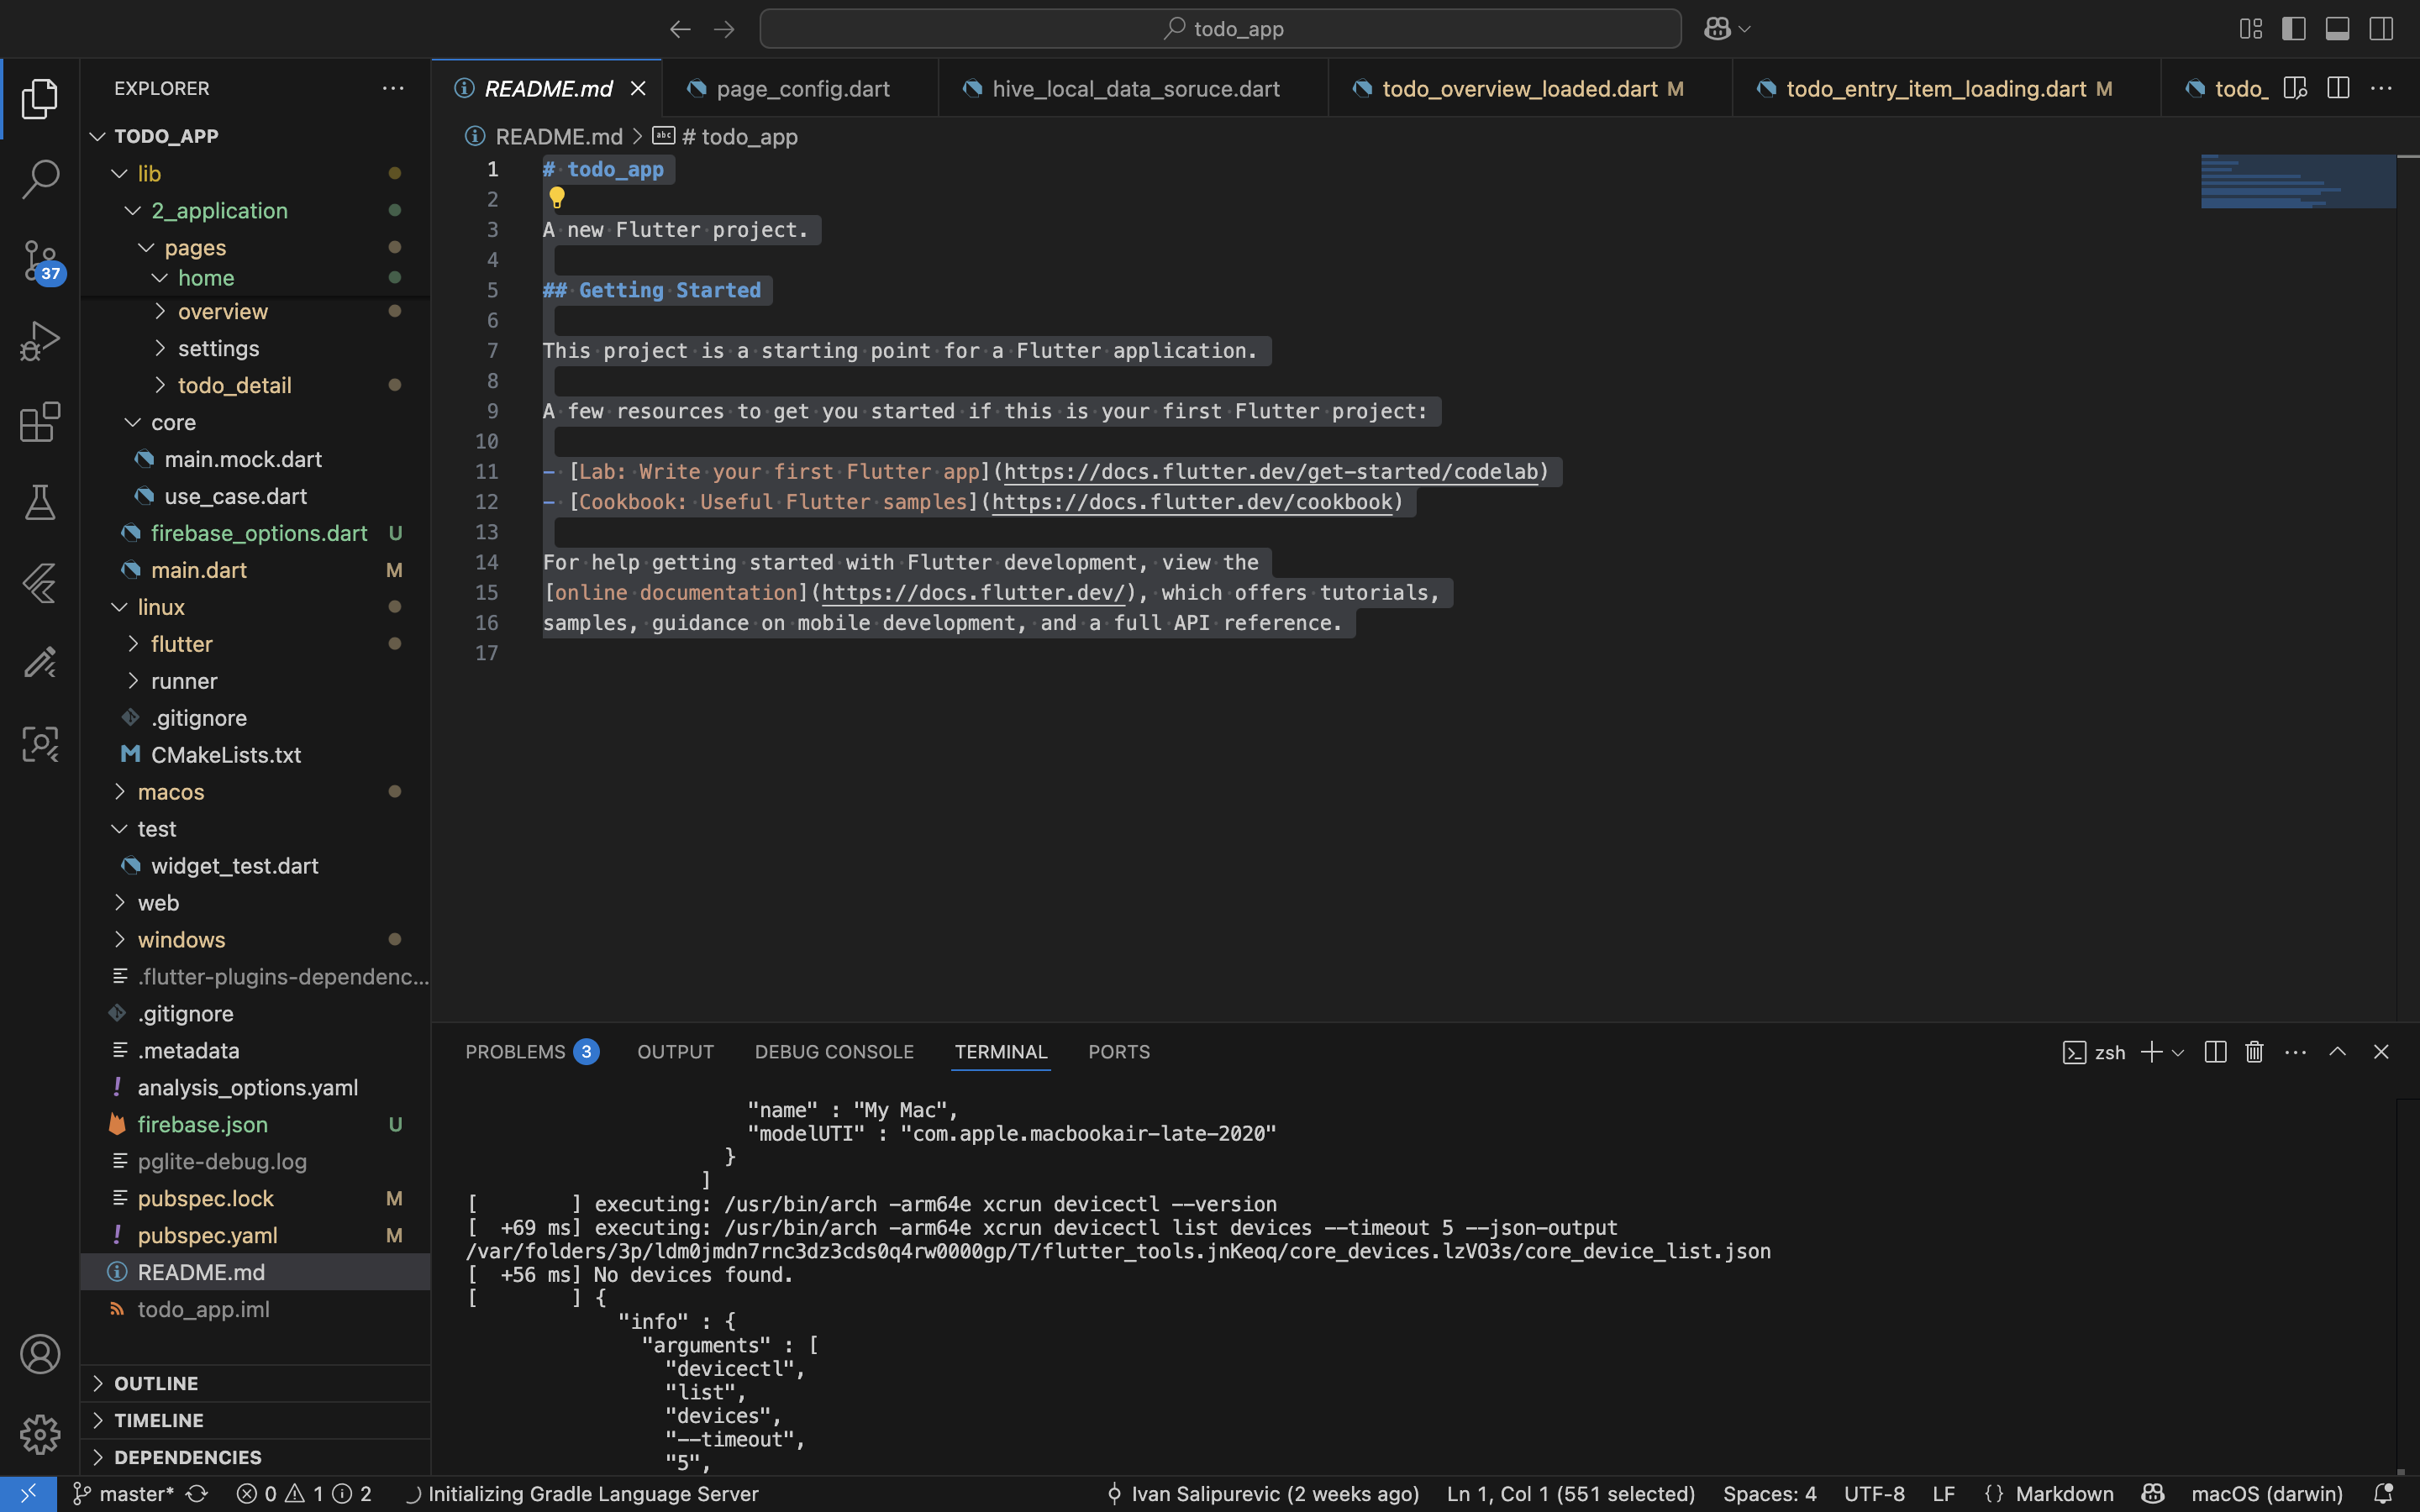 todo_app
EXPLORER
README.md
page_config.dart
hive_local_data_soruce.dart
todo_overview_loaded.dart M
todo_entry_item_loading.dart M
todo_
TODO_APP
lib
2_application
pages
home
overview
settings
todo_detail
core
main.mock.dart
use_case.dart
firebase_options.dart U
main.dart M
linux
flutter
runner
.gitignore
CMakeLists.txt
macos
test
widget_test.dart
web
windows
.flutter-plugins-dependenc...
.gitignore
.metadata
analysis_options.yaml
firebase.json U
pglite-debug.log
pubspec.lock M
pubspec.yaml M
README.md
todo_app.iml
OUTLINE
TIMELINE
DEPENDENCIES
37
README.md > # todo_app
1 # todo_app
2
3 A new Flutter project.
4
5 ## Getting Started
6
7 This project is a starting point for a Flutter application.
8
9 A few resources to get you started if this is your first Flutter project:
10
11 - [Lab: Write your first Flutter app](https://docs.flutter.dev/get-started/codelab)
12 - [Cookbook: Useful Flutter samples](https://docs.flutter.dev/cookbook)
13
14 For help getting started with Flutter development, view the
15 [online documentation](https://docs.flutter.dev/), which offers tutorials,
16 samples, guidance on mobile development, and a full API reference.
17
PROBLEMS 3 OUTPUT DEBUG CONSOLE TERMINAL PORTS
zsh
"name" : "My Mac",
"modelUTI" : "com.apple.macbookair-late-2020"
}
]
[        ] executing: /usr/bin/arch -arm64e xcrun devicectl --version
[  +69 ms] executing: /usr/bin/arch -arm64e xcrun devicectl list devices --timeout 5 --json-output
/var/folders/3p/ldm0jmdn7rnc3dz3cds0q4rw0000gp/T/flutter_tools.jnKeoq/core_devices.lzVO3s/core_device_list.json
[  +56 ms] No devices found.
[        ] {
"info" : {
"arguments" : [
"devicectl",
"list",
"devices",
"--timeout",
"5",
master* 0 1 2 Initializing Gradle Language Server
Ivan Salipurevic (2 weeks ago) Ln 1, Col 1 (551 selected) Spaces: 4 UTF-8 LF {} Markdown macOS (darwin)